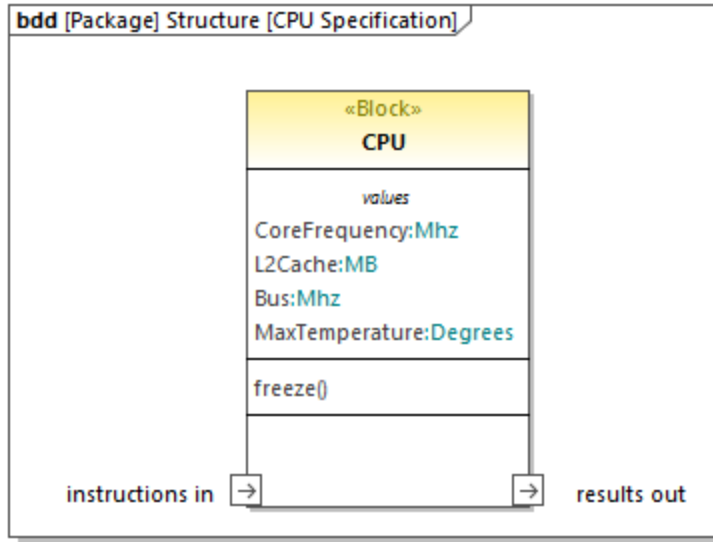 bdd [Package] Structure [CPU Specification]
«Block»
CPU
values
CoreFrequency:Mhz
L2Cache:MB
Bus:Mhz
MaxTemperature:Degrees
freeze()
instructions in
results out